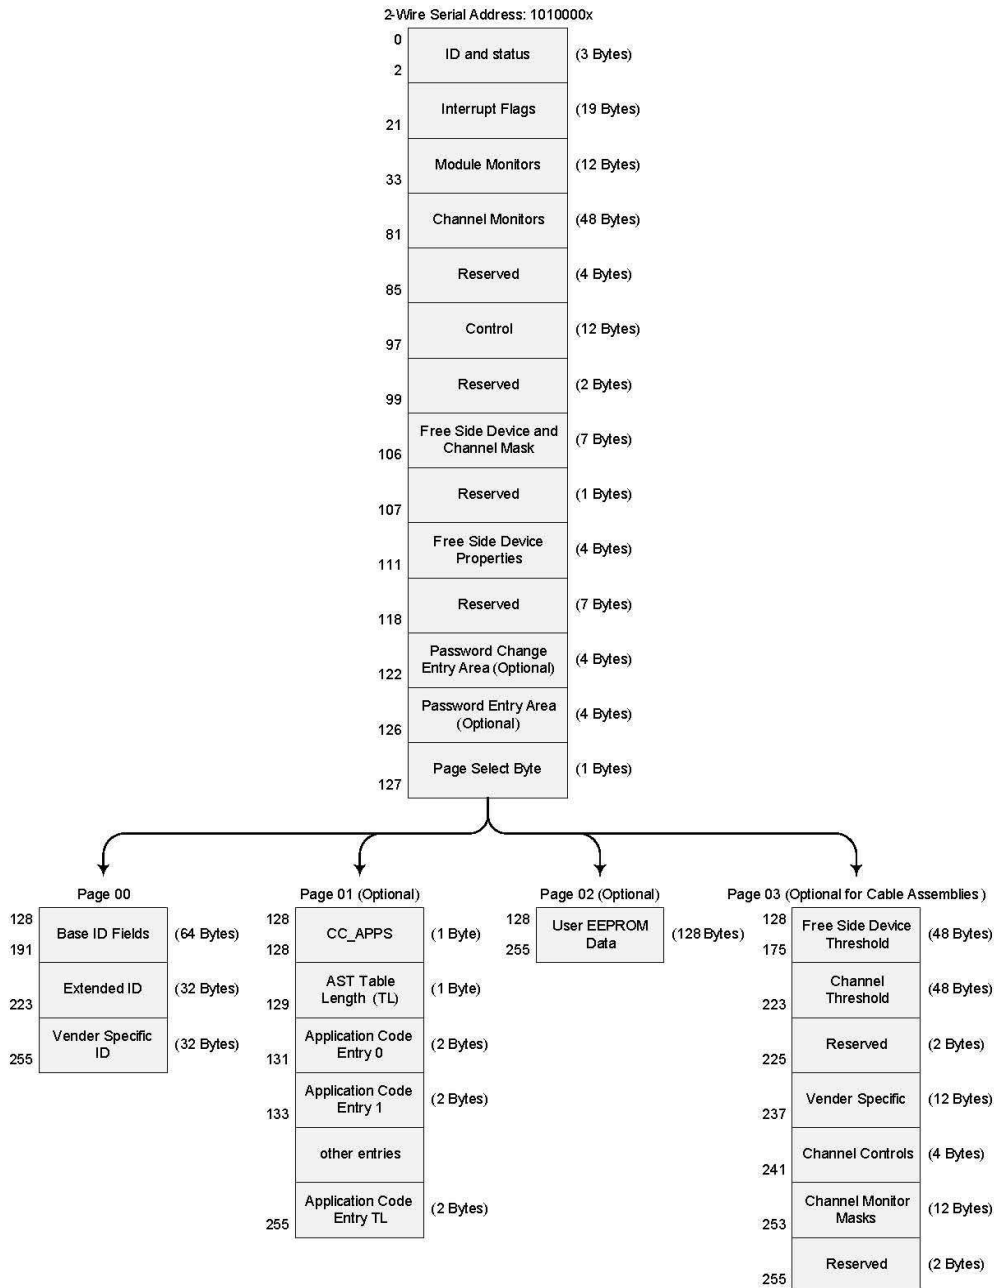 2-Wire Serial Address: 1010000x
0
ID and status (3 Bytes)
2
Interrupt Flags (19 Bytes)
21
Module Monitors (12 Bytes)
33
Channel Monitors (48 Bytes)
81
Reserved (4 Bytes)
85
Control (12 Bytes)
97
Reserved (2 Bytes)
99
Free Side Device and
Channel Mask
(7 Bytes)
106
Reserved (1 Bytes)
107
Free Side Device
Properties
(4 Bytes)
111
Reserved (7 Bytes)
118
Password Change
Entry Area (Optional)
(4 Bytes)
122
Password Entry Area
(Optional)
(4 Bytes)
126
Page Select Byte (1 Bytes)
127
Page 00
128
Base ID Fields (64 Bytes)
191
Extended ID (32 Bytes)
223
Vender Specific
ID
(32 Bytes)
255
Page 01 (Optional)
128
CC_APPS (1 Byte)
128
AST Table
Length (TL)
(1 Byte)
129
Application Code
Entry 0
(2 Bytes)
131
Application Code
Entry 1
(2 Bytes)
133
other entries
Application Code
Entry TL
(2 Bytes)
255
Page 02 (Optional)
128
User EEPROM
Data
(128 Bytes)
255
Page 03 (Optional for Cable Assemblies)
128
Free Side Device
Threshold
(48 Bytes)
175
Channel
Threshold
(48 Bytes)
223
Reserved (2 Bytes)
225
Vender Specific (12 Bytes)
237
Channel Controls (4 Bytes)
241
Channel Monitor
Masks
(12 Bytes)
253
Reserved (2 Bytes)
255